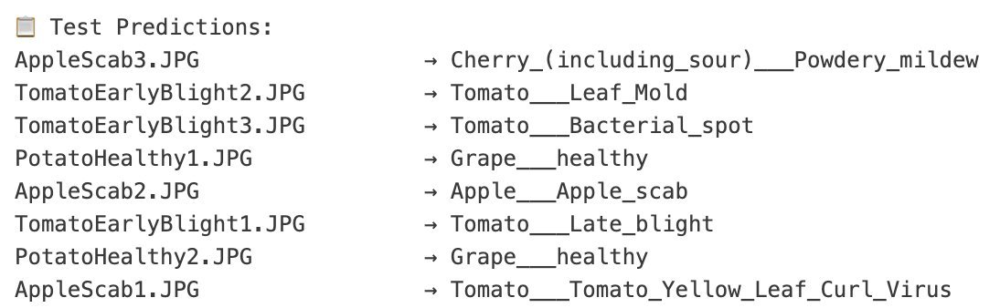 📋 Test Predictions:
AppleScab3.JPG → Cherry_(including_sour)___Powdery_mildew
TomatoEarlyBlight2.JPG → Tomato___Leaf_Mold
TomatoEarlyBlight3.JPG → Tomato___Bacterial_spot
PotatoHealthy1.JPG → Grape___healthy
AppleScab2.JPG → Apple___Apple_scab
TomatoEarlyBlight1.JPG → Tomato___Late_blight
PotatoHealthy2.JPG → Grape___healthy
AppleScab1.JPG → Tomato___Tomato_Yellow_Leaf_Curl_Virus